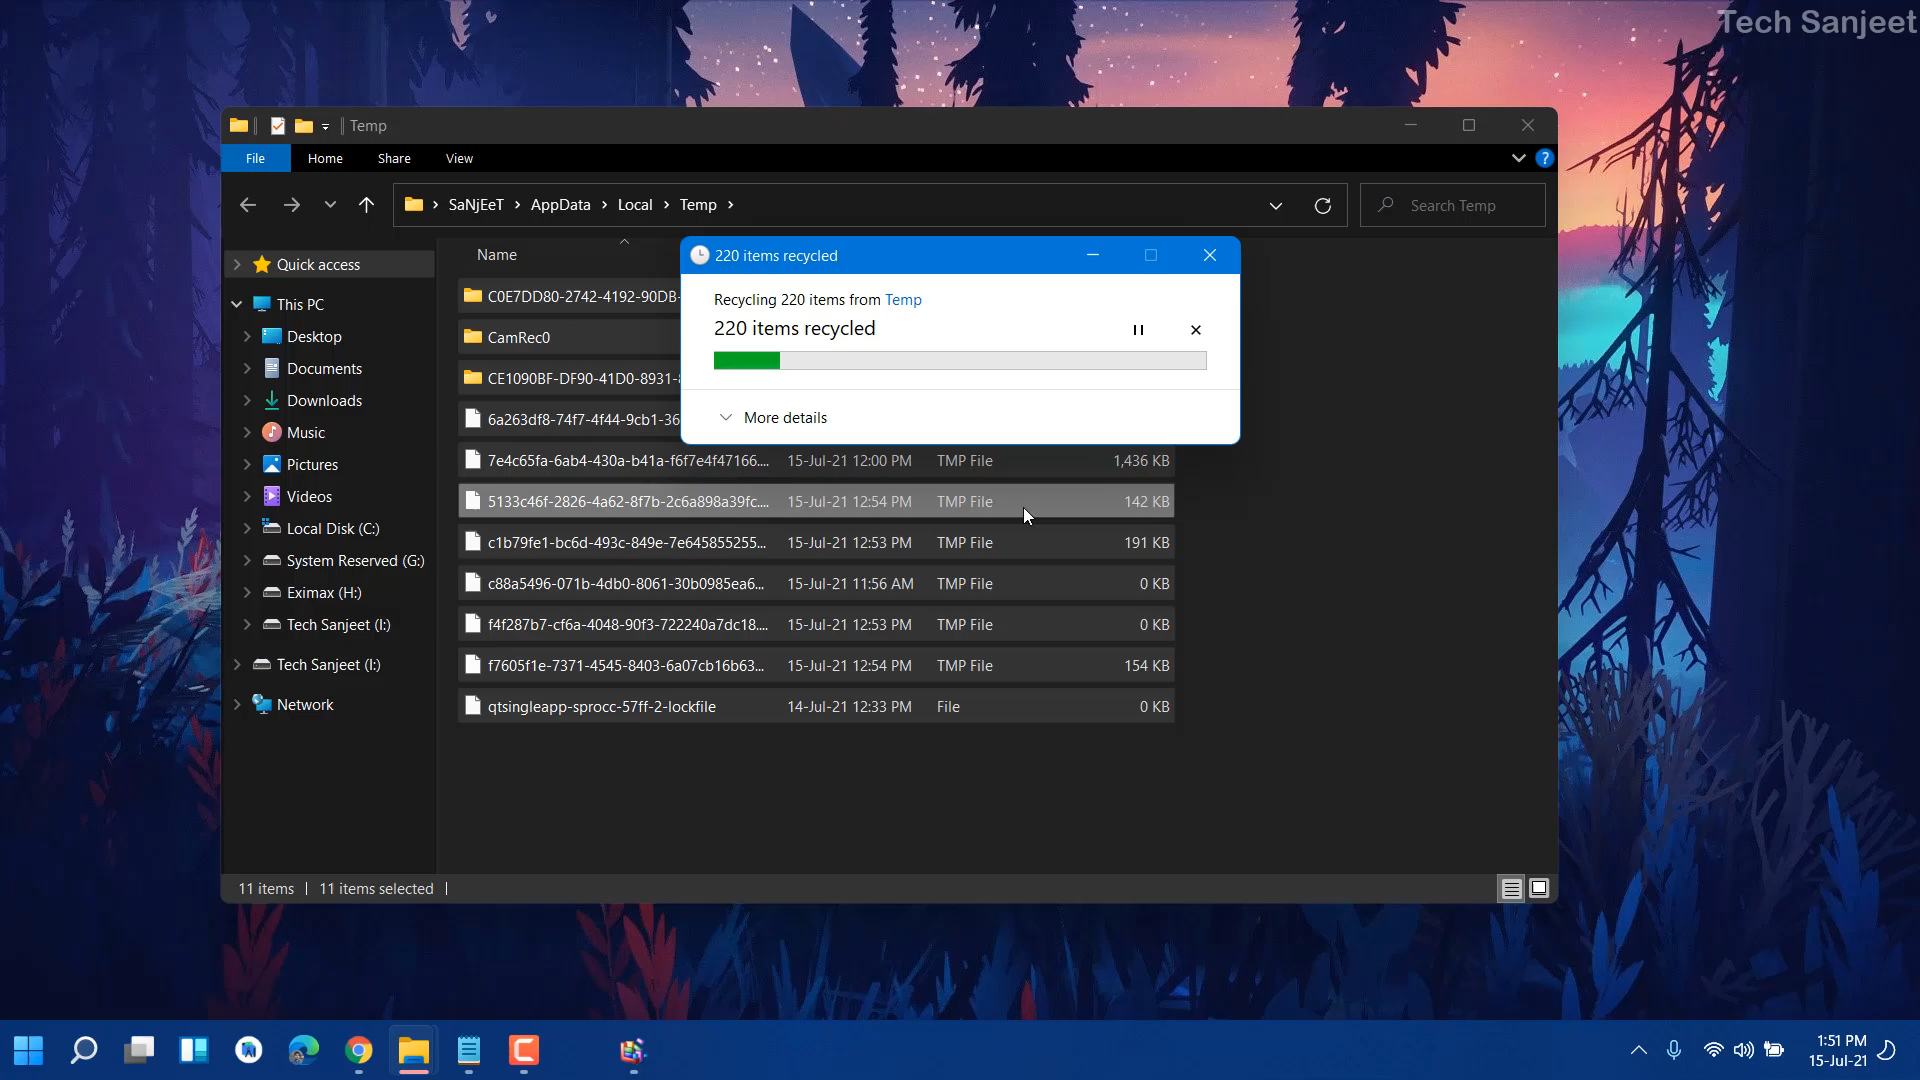 Tech Sanjeet
Temp
File
Home
Share
View
SaNjEeT
AppData
Local
Temp
Search Temp
Quick access
This PC
Desktop
Documents
Downloads
Music
Pictures
Videos
Local Disk (C:)
System Reserved (G:)
Eximax (H:)
Tech Sanjeet (I:)
Tech Sanjeet (I:)
Network
Name
C0E7DD80-2742-4192-90DB-
CamRec0
CE1090BF-DF90-41D0-8931-
6a263df8-74f7-4f44-9cb1-36
7e4c65fa-6ab4-430a-b41a-f6f7e4f47166.... 15-Jul-21 12:00 PM TMP File 1,436 KB
5133c46f-2826-4a62-8f7b-2c6a898a39fc.... 15-Jul-21 12:54 PM TMP File 142 KB
c1b79fe1-bc6d-493c-849e-7e645855255... 15-Jul-21 12:53 PM TMP File 191 KB
c88a5496-071b-4db0-8061-30b0985ea6... 15-Jul-21 11:56 AM TMP File 0 KB
f4f287b7-cf6a-4048-90f3-722240a7dc18.... 15-Jul-21 12:53 PM TMP File 0 KB
f7605f1e-7371-4545-8403-6a07cb16b63... 15-Jul-21 12:54 PM TMP File 154 KB
qtsingleapp-sprocc-57ff-2-lockfile 14-Jul-21 12:33 PM File 0 KB
220 items recycled
Recycling 220 items from Temp
220 items recycled
More details
11 items
11 items selected
1:51 PM
15-Jul-21